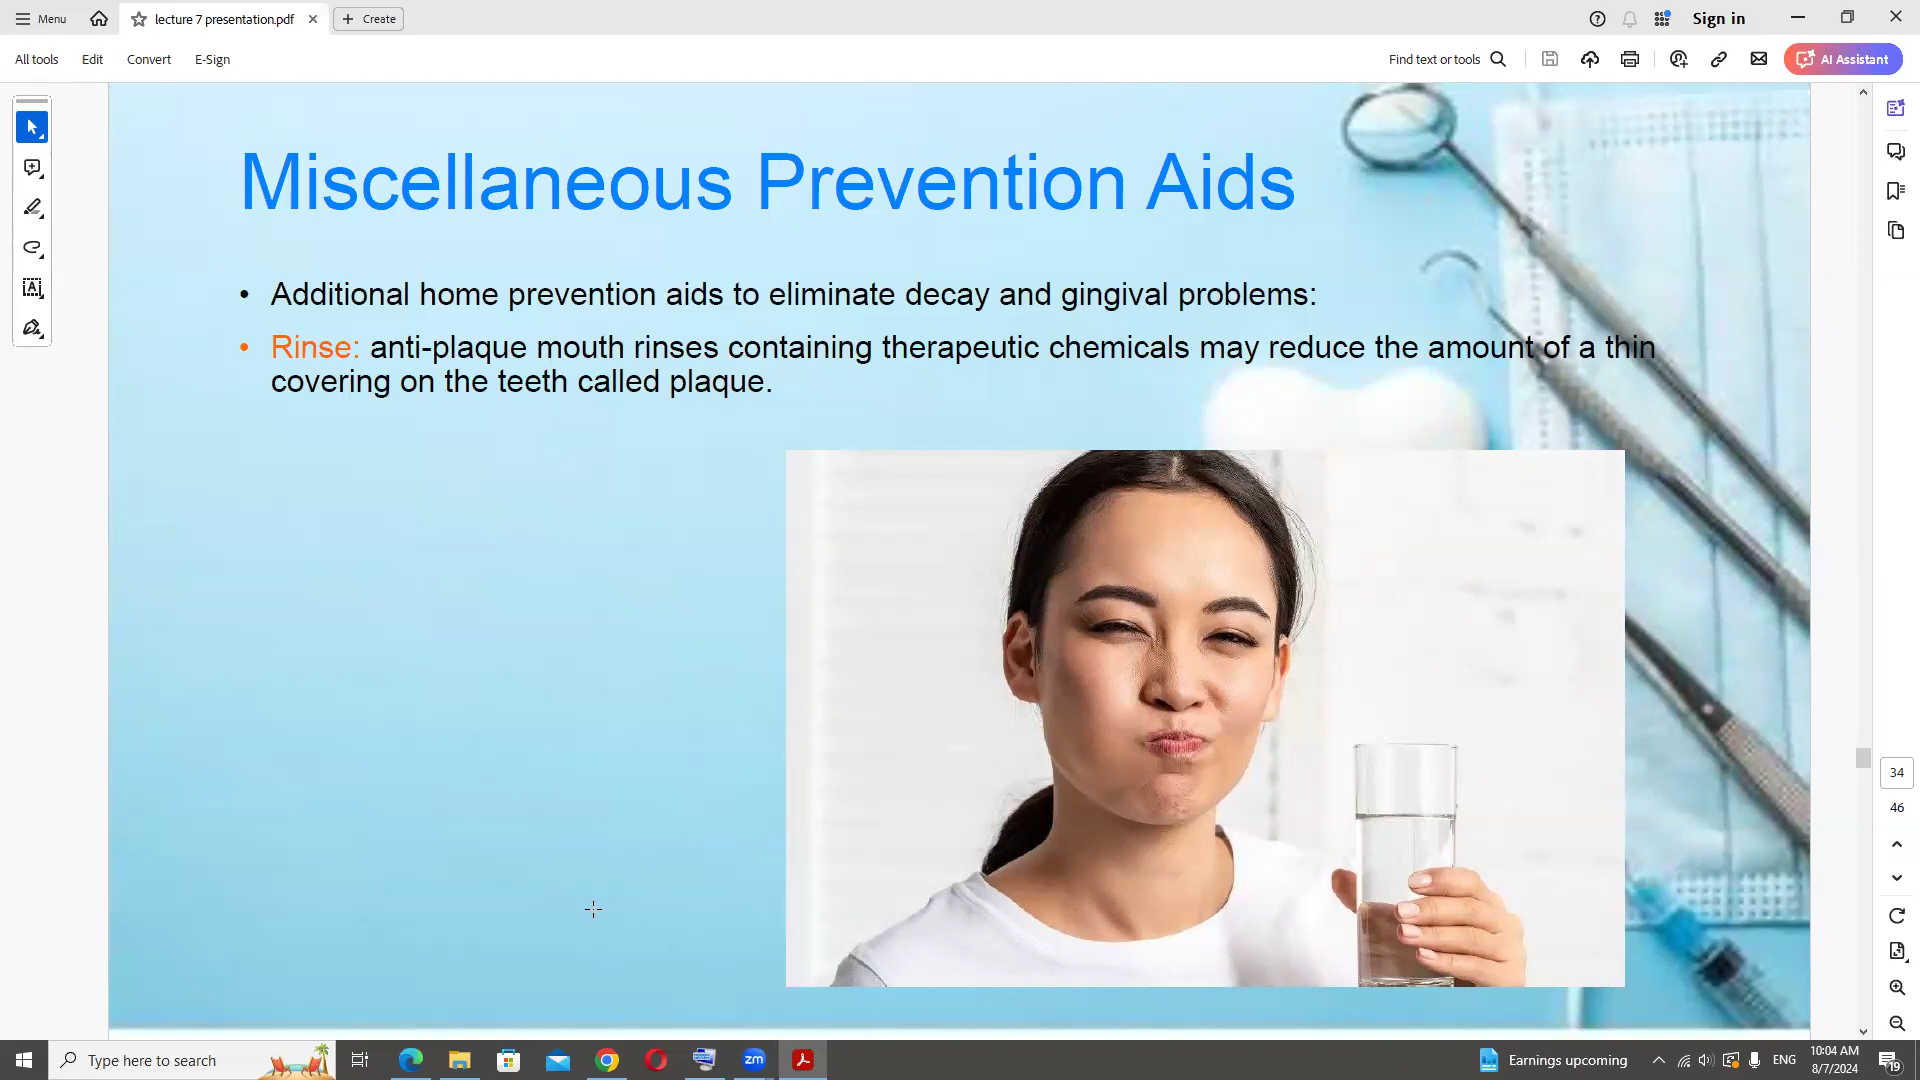 Menu
lecture 7 presentation.pdf
Create
Sign in
All tools
Edit
Convert
E-Sign
Find text or tools
AI Assistant
Miscellaneous Prevention Aids
• Additional home prevention aids to eliminate decay and gingival problems:
• Rinse: anti-plaque mouth rinses containing therapeutic chemicals may reduce the amount of a thin
covering on the teeth called plaque.
34
46
Type here to search
zm
Earnings upcoming
ENG
10:04 AM
8/7/2024
19